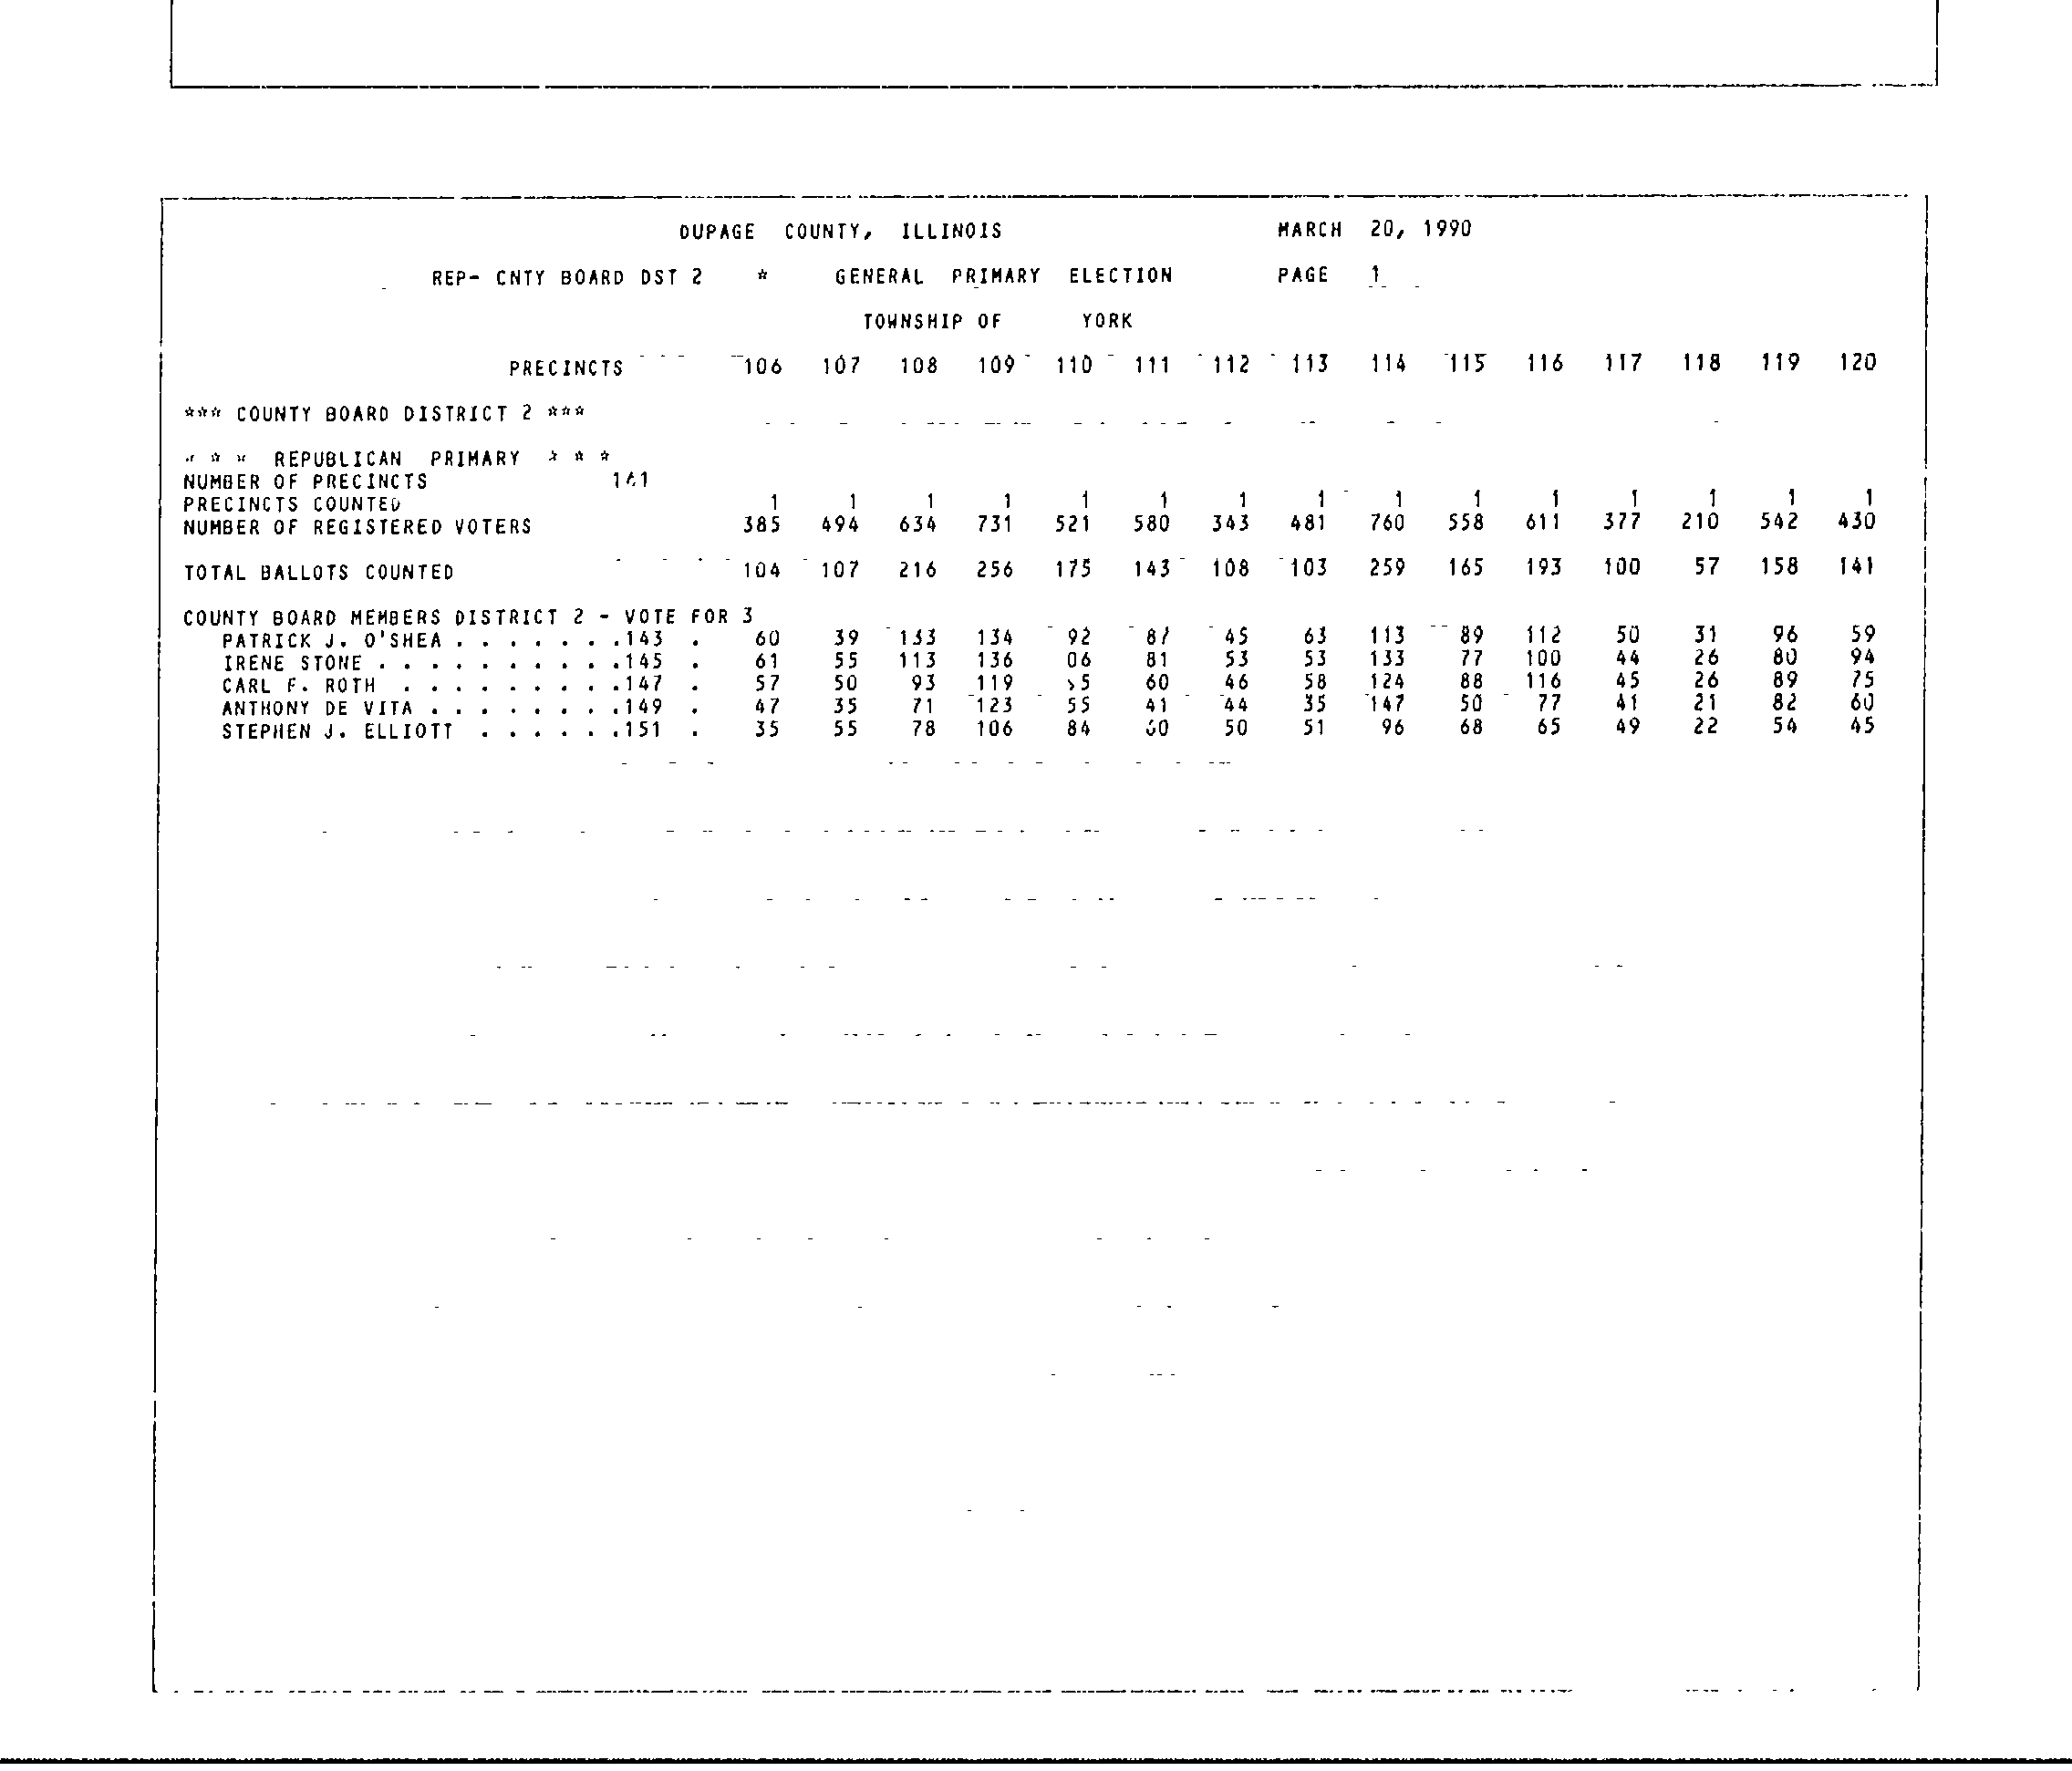 DUPAGE COUNTY, ILLINOIS MARCH 20, 1990
REP- CNTY BOARD DST 2 * GENERAL PRIMARY ELECTION PAGE 1
TOWNSHIP OF YORK
PRECINCTS 106 107 108 109 110 111 112 113 114 115 116 117 118 119 120
*** COUNTY BOARD DISTRICT 2 ***
* * * REPUBLICAN PRIMARY * * *
NUMBER OF PRECINCTS
PRECINCTS COUNTED 1 1 1 1 1 1 1 1 1 1 1 1 1 1 1
NUMBER OF REGISTERED VOTERS 385 494 634 731 521 580 343 481 760 558 611 377 210 542 430
TOTAL BALLOTS COUNTED 104 107 216 256 175 143 108 103 259 165 193 100 57 158 141
COUNTY BOARD MEMBERS DISTRICT 2 - VOTE FOR 3
PATRICK J. O'SHEA . . . . . . .143 . 60 39 133 134 92 87 45 63 113 89 112 50 31 96 59
IRENE STONE . . . . . . . . . .145 . 61 55 113 136 81 53 53 133 77 100 44 26 80 94
CARL F. ROTH . . . . . . . . .147 . 57 50 93 119 60 46 58 124 88 116 45 26 89 75
ANTHONY DE VITA . . . . . . . .149 . 47 35 71 123 55 41 44 35 147 50 77 41 21 82 60
STEPHEN J. ELLIOTT . . . . . .151 . 35 55 78 106 84 50 51 96 68 65 49 22 54 45